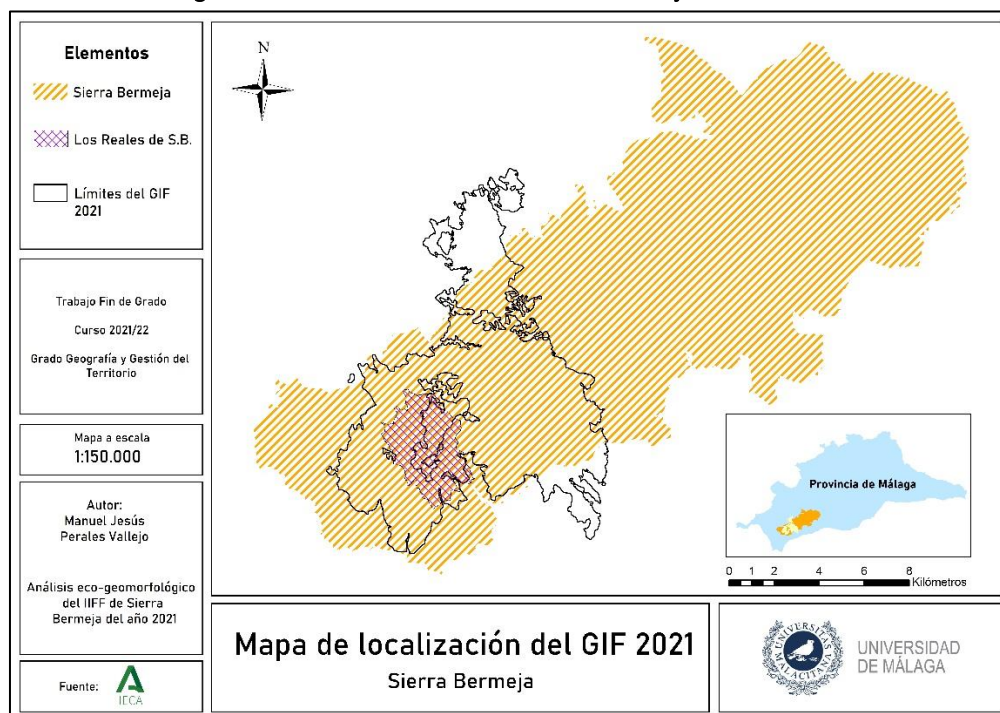 Elementos
Sierra Bermeja
Los Reales de S.B.
Límites del GIF
2021
Trabajo Fin de Grado
Curso 2021/22
Grado Geografía y Gestión del
Territorio
Mapa a escala
1:150.000
Autor:
Manuel Jesús
Perales Vallejo
Análisis eco-geomorfológico
del IIFF de Sierra
Bermeja del año 2021
Fuente:
IECA
N
Provincia de Málaga
0 1 2 4 6 8
Kilómetros
Mapa de localización del GIF 2021
Sierra Bermeja
UNIVERSIDAD
DE MÁLAGA